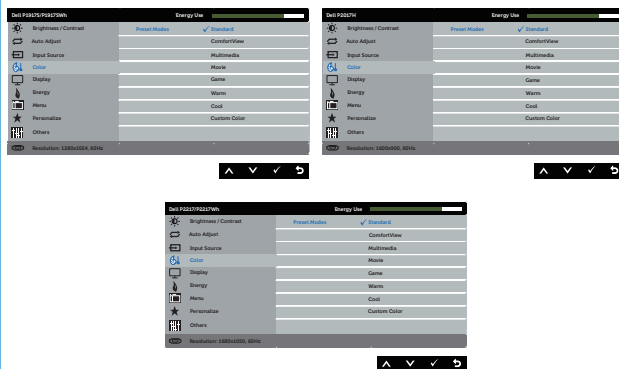 Dell P1917S/P1917SWh Energy Use
Brightness / Contrast Preset Modes ✓ Standard
Auto Adjust ComfortView
Input Source Multimedia
Color Movie
Display Game
Energy Warm
Menu Cool
Personalize Custom Color
Others
Resolution: 1280x1024, 60Hz
Dell P2017H Energy Use
Brightness / Contrast Preset Modes ✓ Standard
Auto Adjust ComfortView
Input Source Multimedia
Color Movie
Display Game
Energy Warm
Menu Cool
Personalize Custom Color
Others
Resolution: 1600x900, 60Hz
Dell P2217/P2217Wh Energy Use
Brightness / Contrast Preset Modes ✓ Standard
Auto Adjust ComfortView
Input Source Multimedia
Color Movie
Display Game
Energy Warm
Menu Cool
Personalize Custom Color
Others
Resolution: 1680x1050, 60Hz